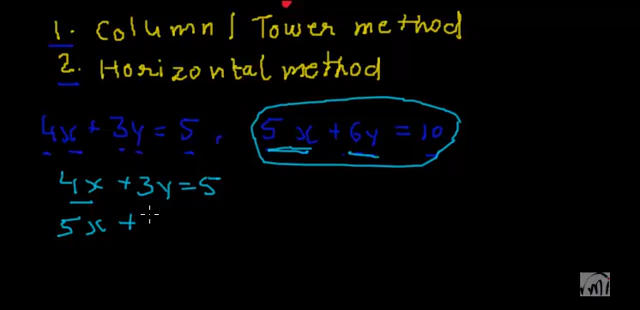 1. Column / Tower method
2. Horizontal method
4x + 3y = 5 , 5x + 6y = 10
4x + 3y = 5
5x +